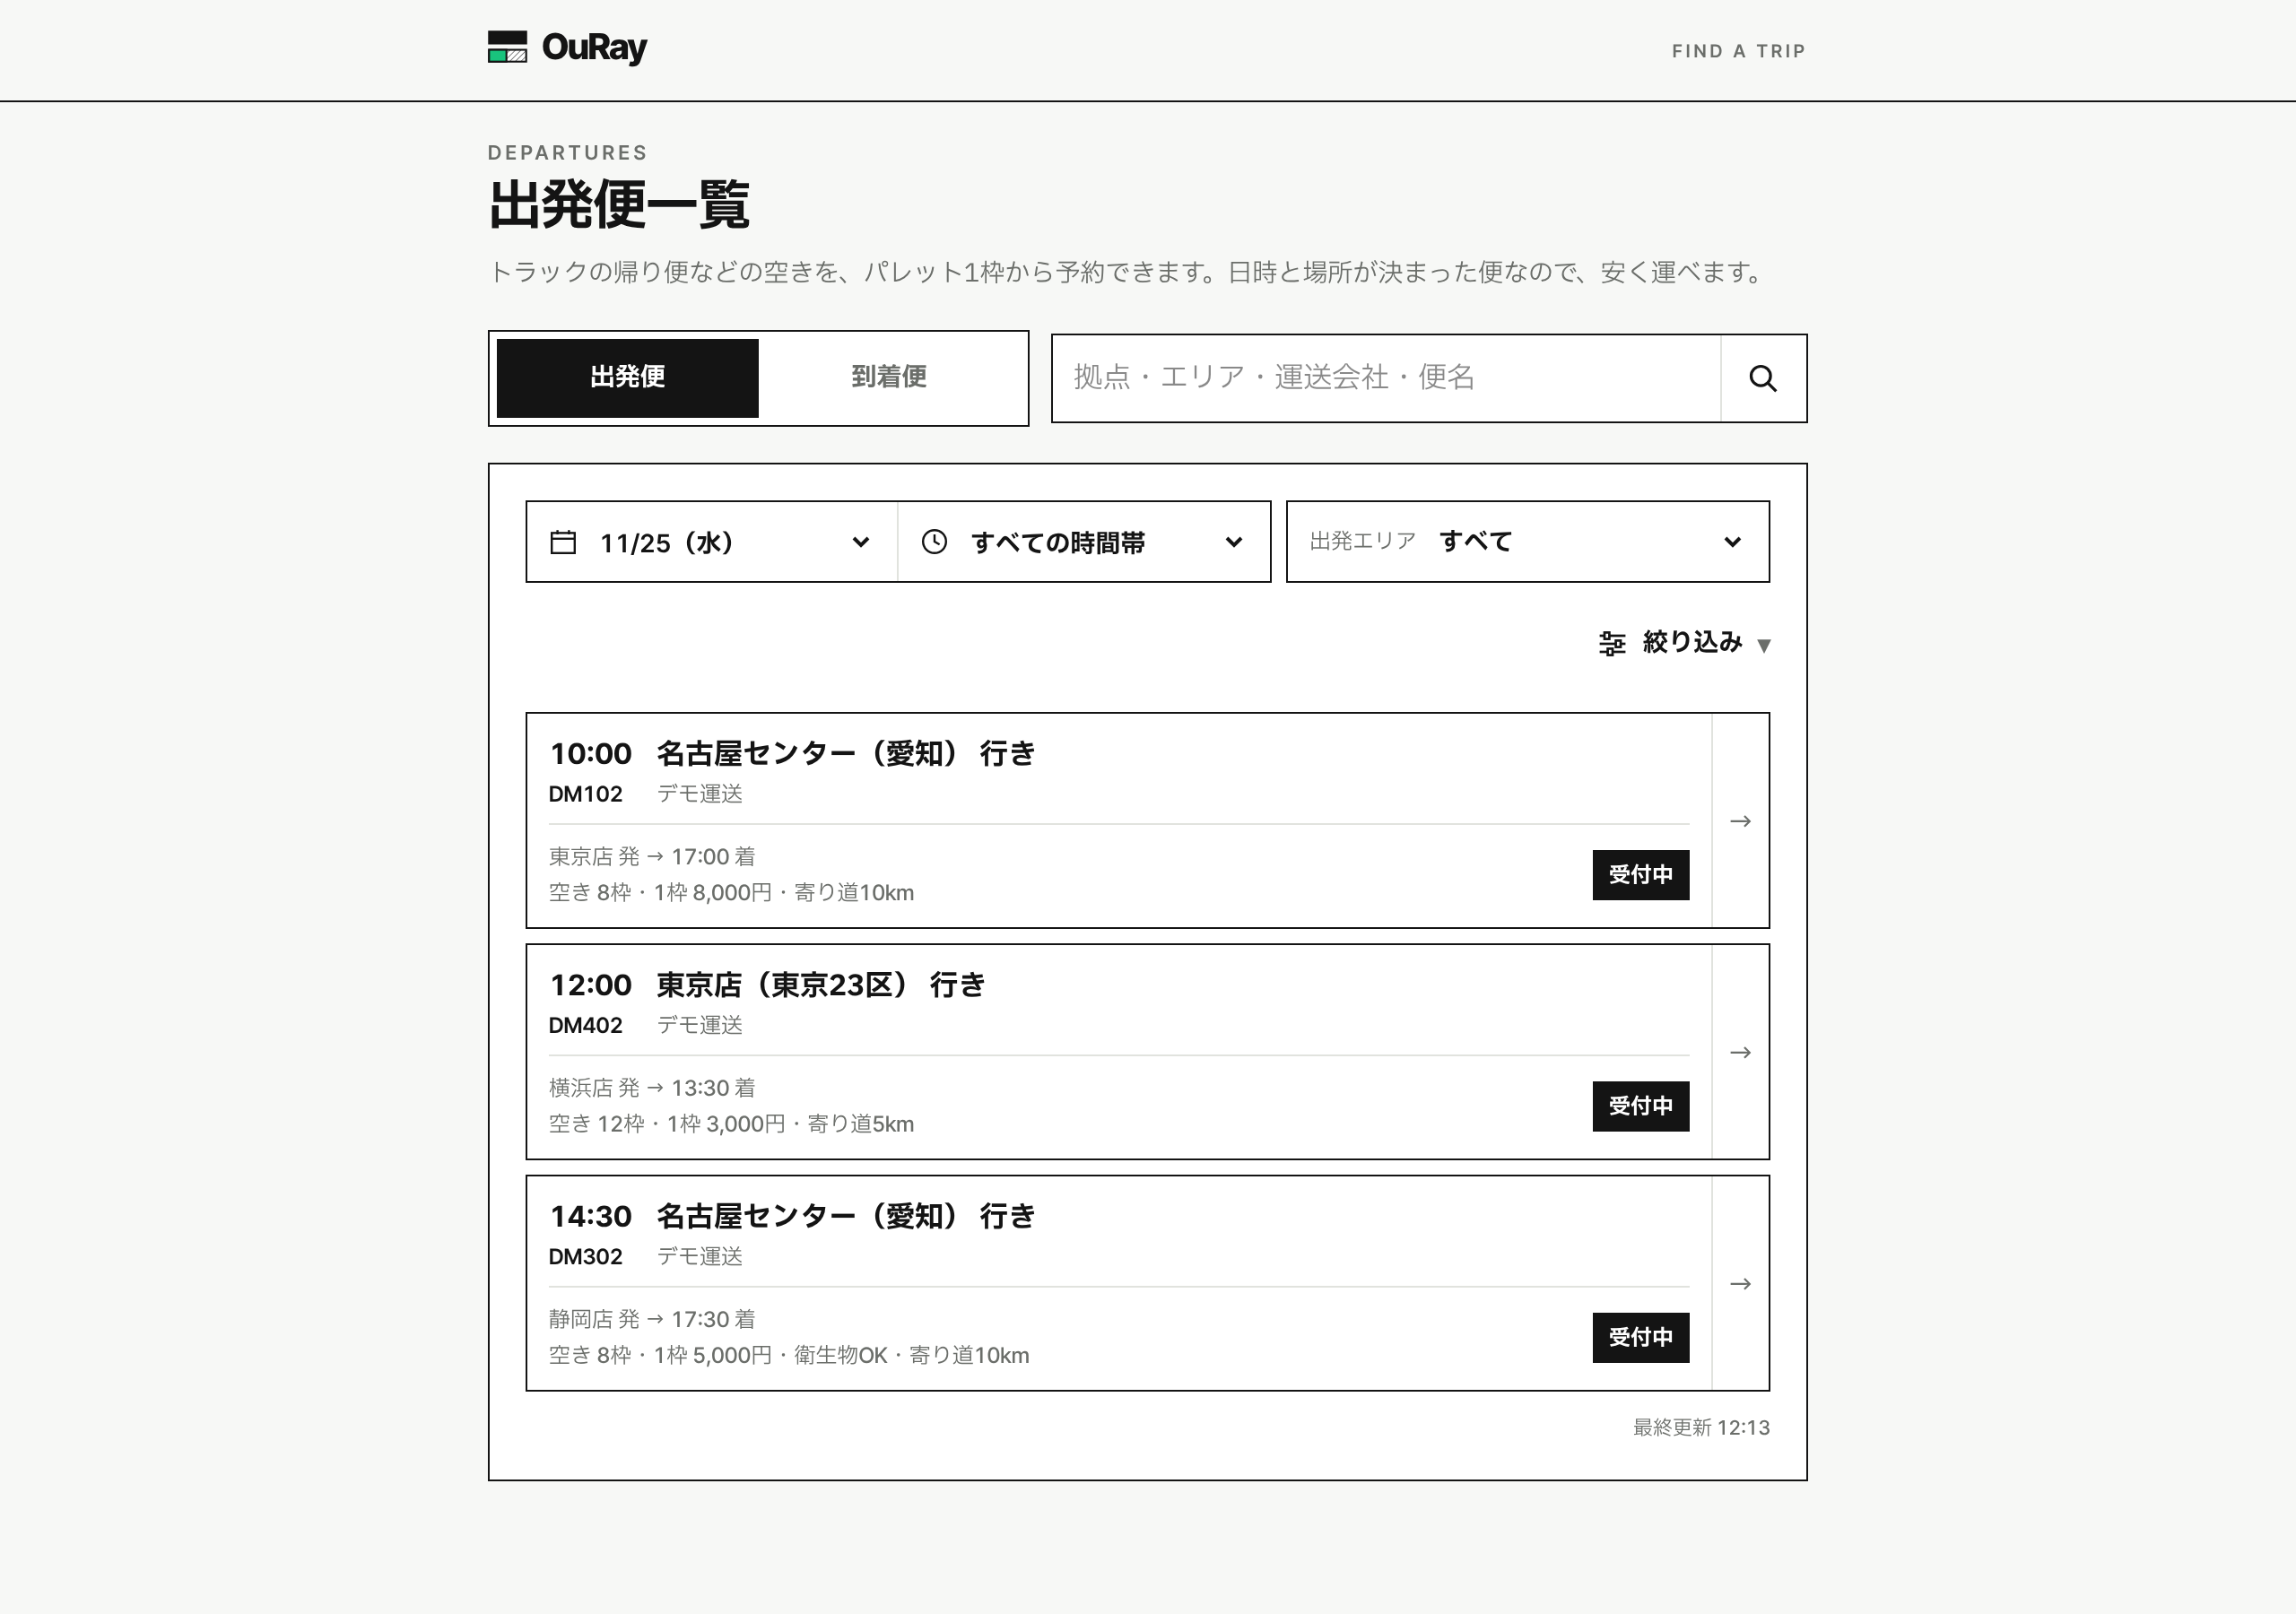 OuRay
FIND A TRIP
DEPARTURES
出発便一覧
トラックの帰り便などの空きを、パレット1枠から予約できます。日時と場所が決まった便なので、安く運べます。
出発便
到着便
拠点・エリア・運送会社・便名
11/25（水）
すべての時間帯
出発エリア すべて
絞り込み ▼
10:00 名古屋センター（愛知） 行き
DM102 デモ運送
東京店 発 → 17:00 着
空き 8枠・1枠 8,000円・寄り道10km
受付中
→
12:00 東京店（東京23区） 行き
DM402 デモ運送
横浜店 発 → 13:30 着
空き 12枠・1枠 3,000円・寄り道5km
受付中
→
14:30 名古屋センター（愛知） 行き
DM302 デモ運送
静岡店 発 → 17:30 着
空き 8枠・1枠 5,000円・衛生物OK・寄り道10km
受付中
→
最終更新 12:13